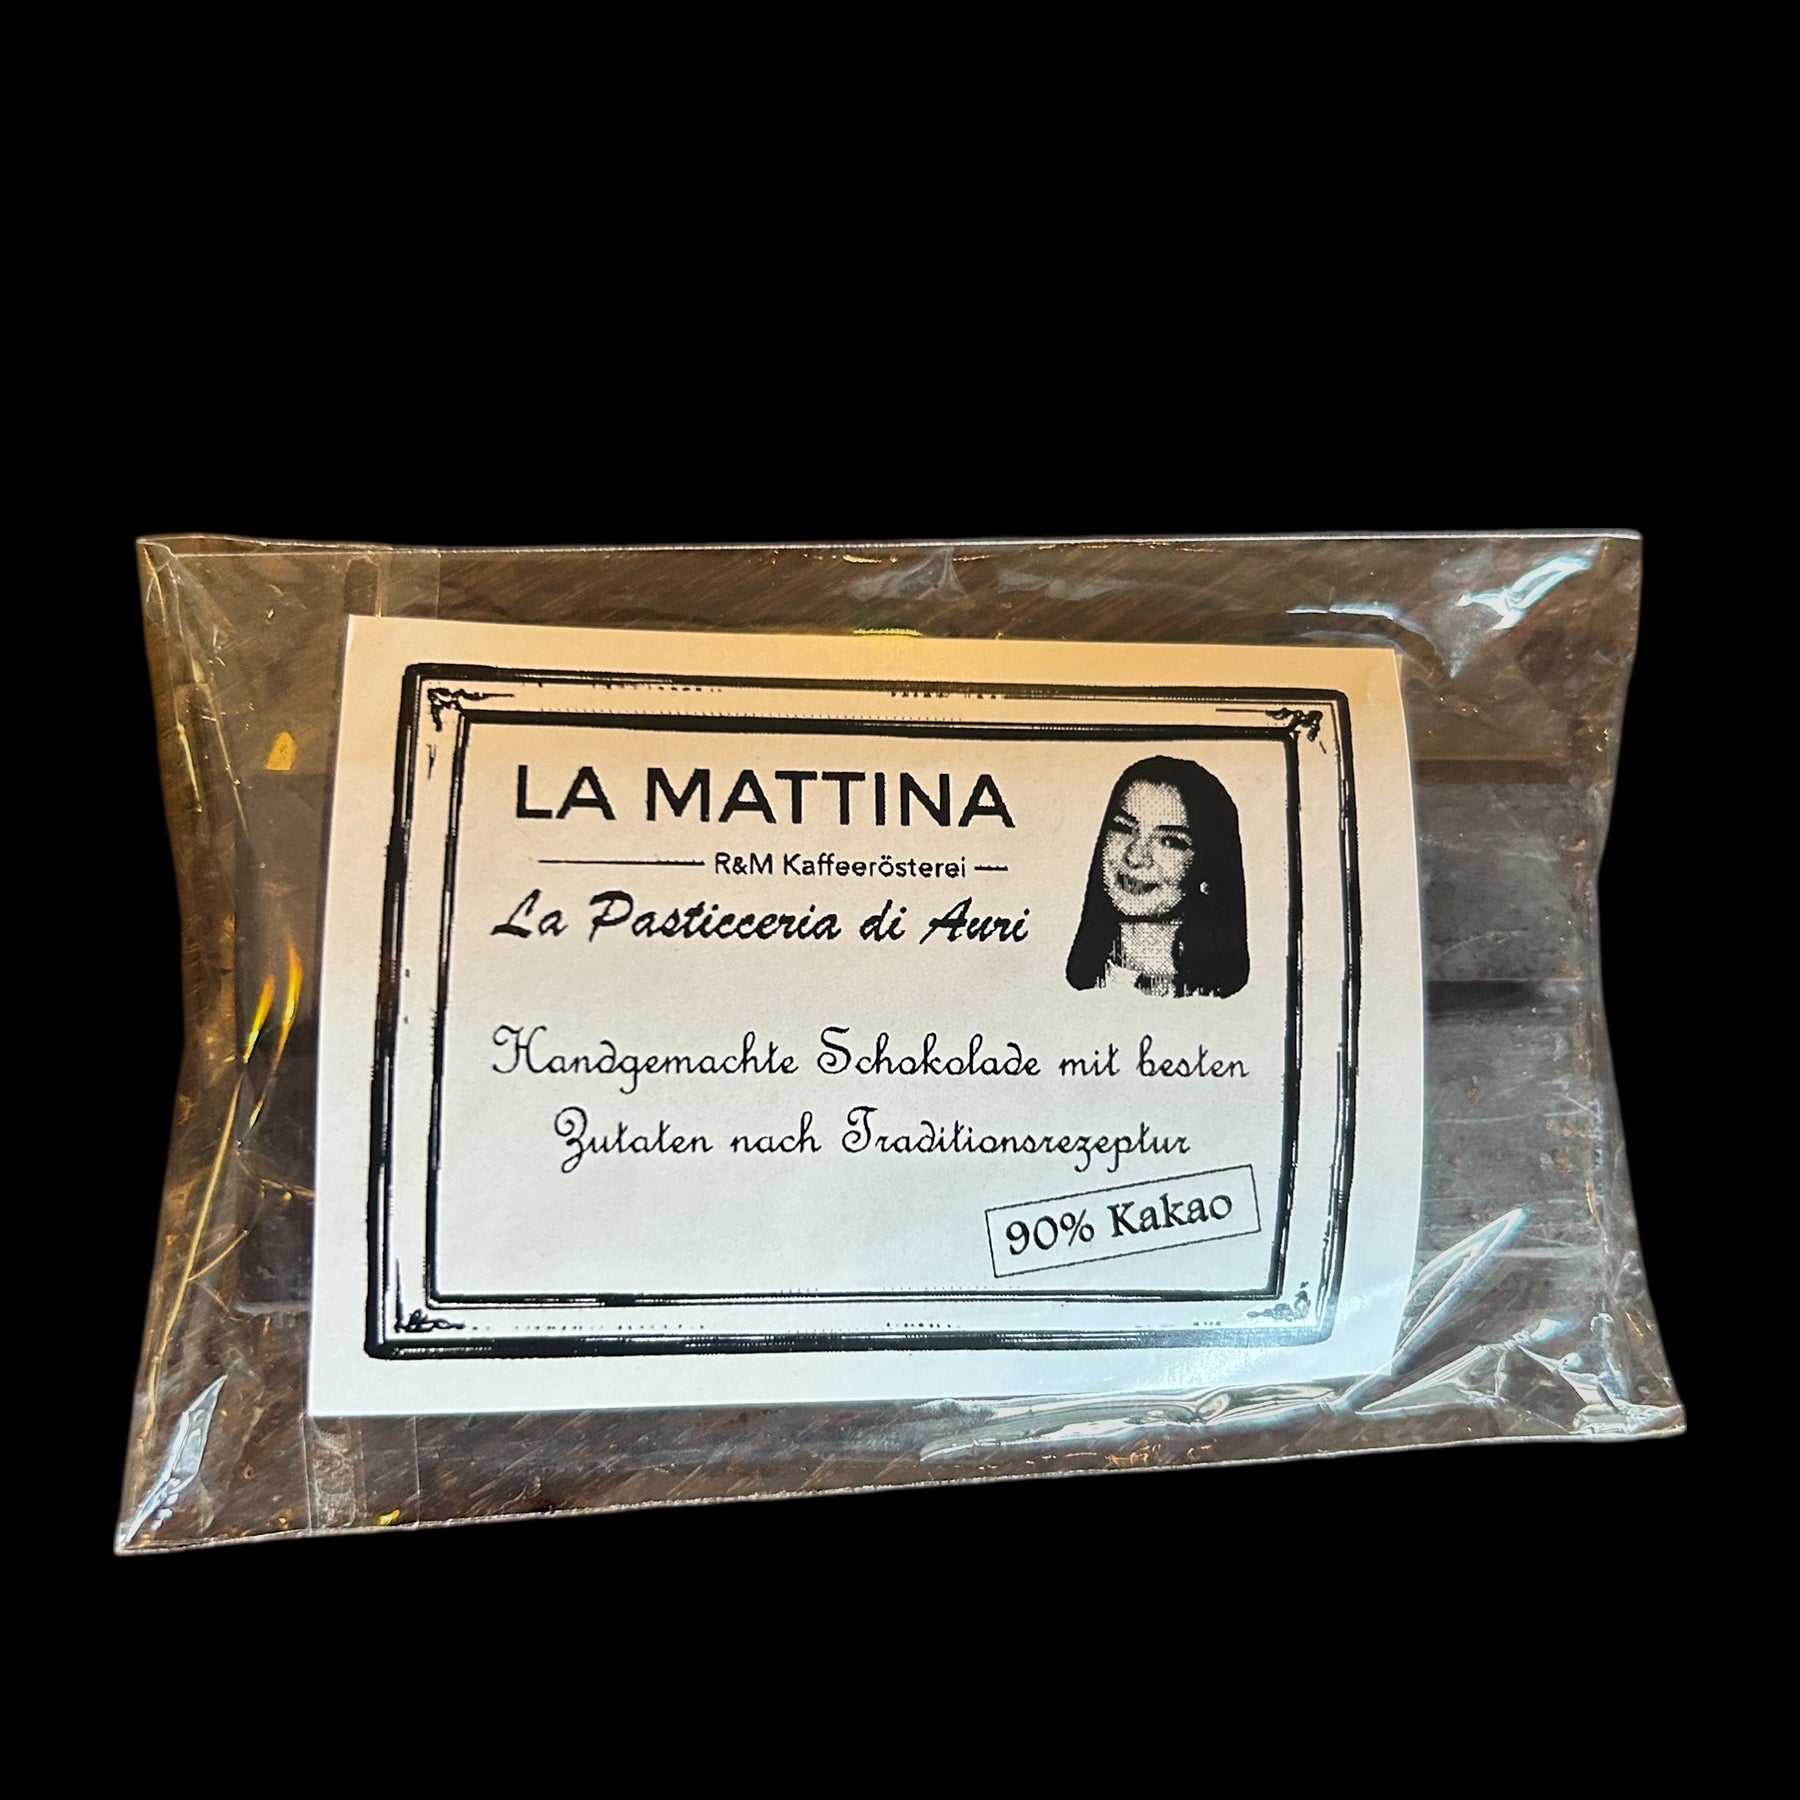 LA MATTINA
R&M Kaffeerösterei
La Pasticceria di Auri
Handgemachte Schokolade mit besten
Zutaten nach Traditionsrezeptur
90% Kakao